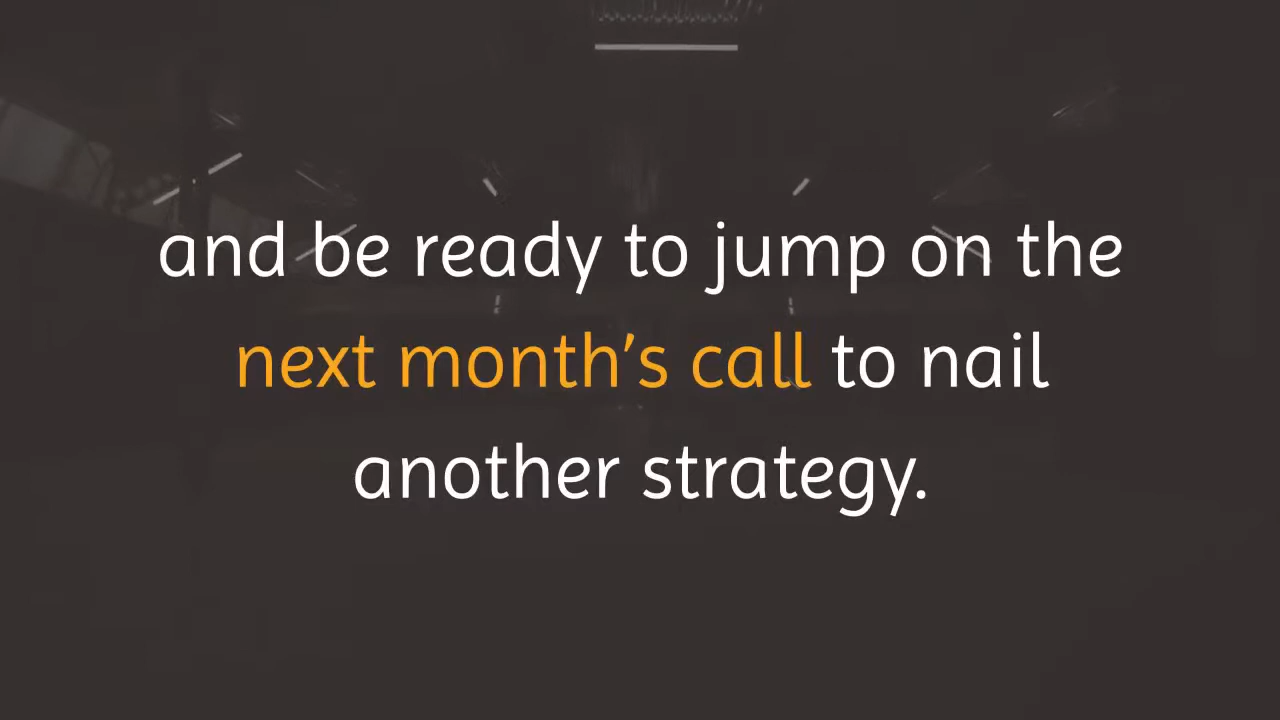 and be ready to jump on the
next month’s call to nail
another strategy.